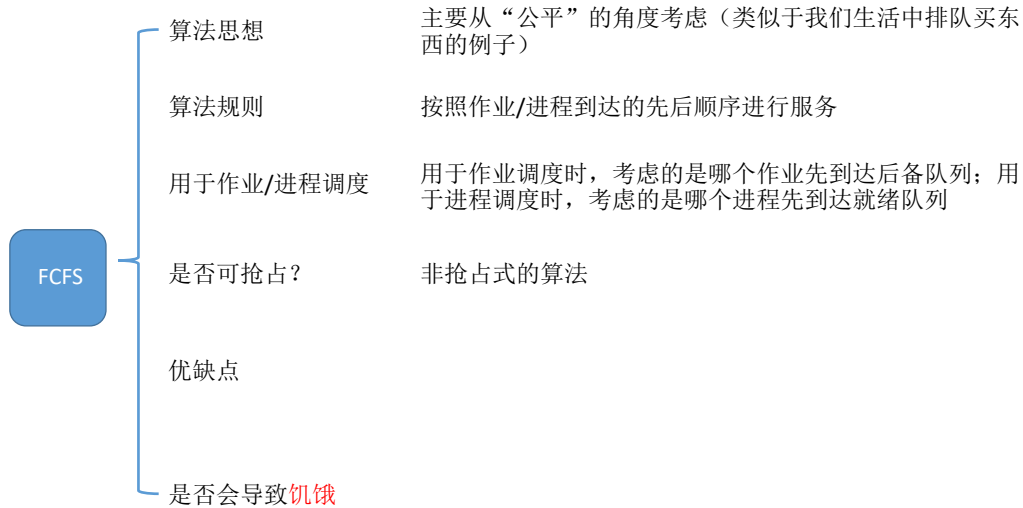 算法思想
主要从“公平”的角度考虑（类似于我们生活中排队买东
西的例子）
算法规则
按照作业/进程到达的先后顺序进行服务
用于作业/进程调度
用于作业调度时，考虑的是哪个作业先到达后备队列；用
于进程调度时，考虑的是哪个进程先到达就绪队列
FCFS
是否可抢占？
非抢占式的算法
优缺点
是否会导致饥饿